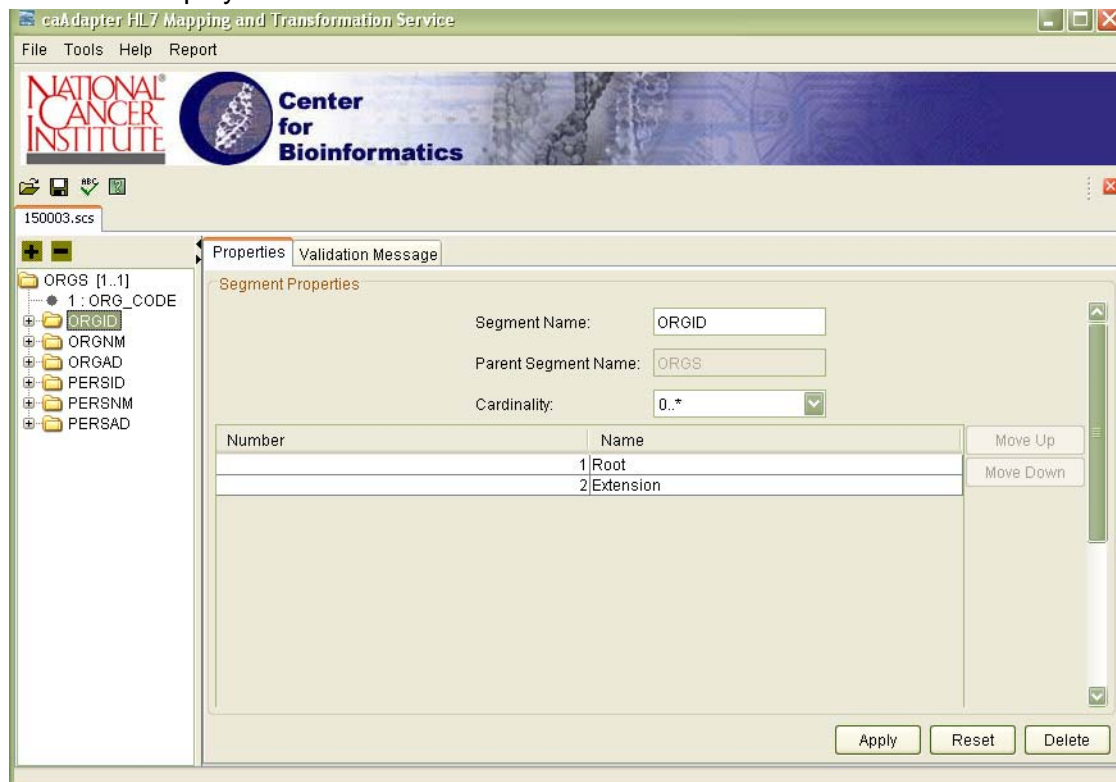 caAdapter HL7 Mapping and Transformation Service
File Tools Help Report
NATIONAL®
CANCER
INSTITUTE
Center
for
Bioinformatics
ABC
?
150003.scs
Properties Validation Message
ORGS [1..1]
1 : ORG_CODE
ORGID
ORGNM
ORGAD
PERSID
PERSNM
PERSAD
Segment Properties
Segment Name: ORGID
Parent Segment Name: ORGS
Cardinality: 0..*
Number Name
1 Root
2 Extension
Move Up
Move Down
Apply Reset Delete